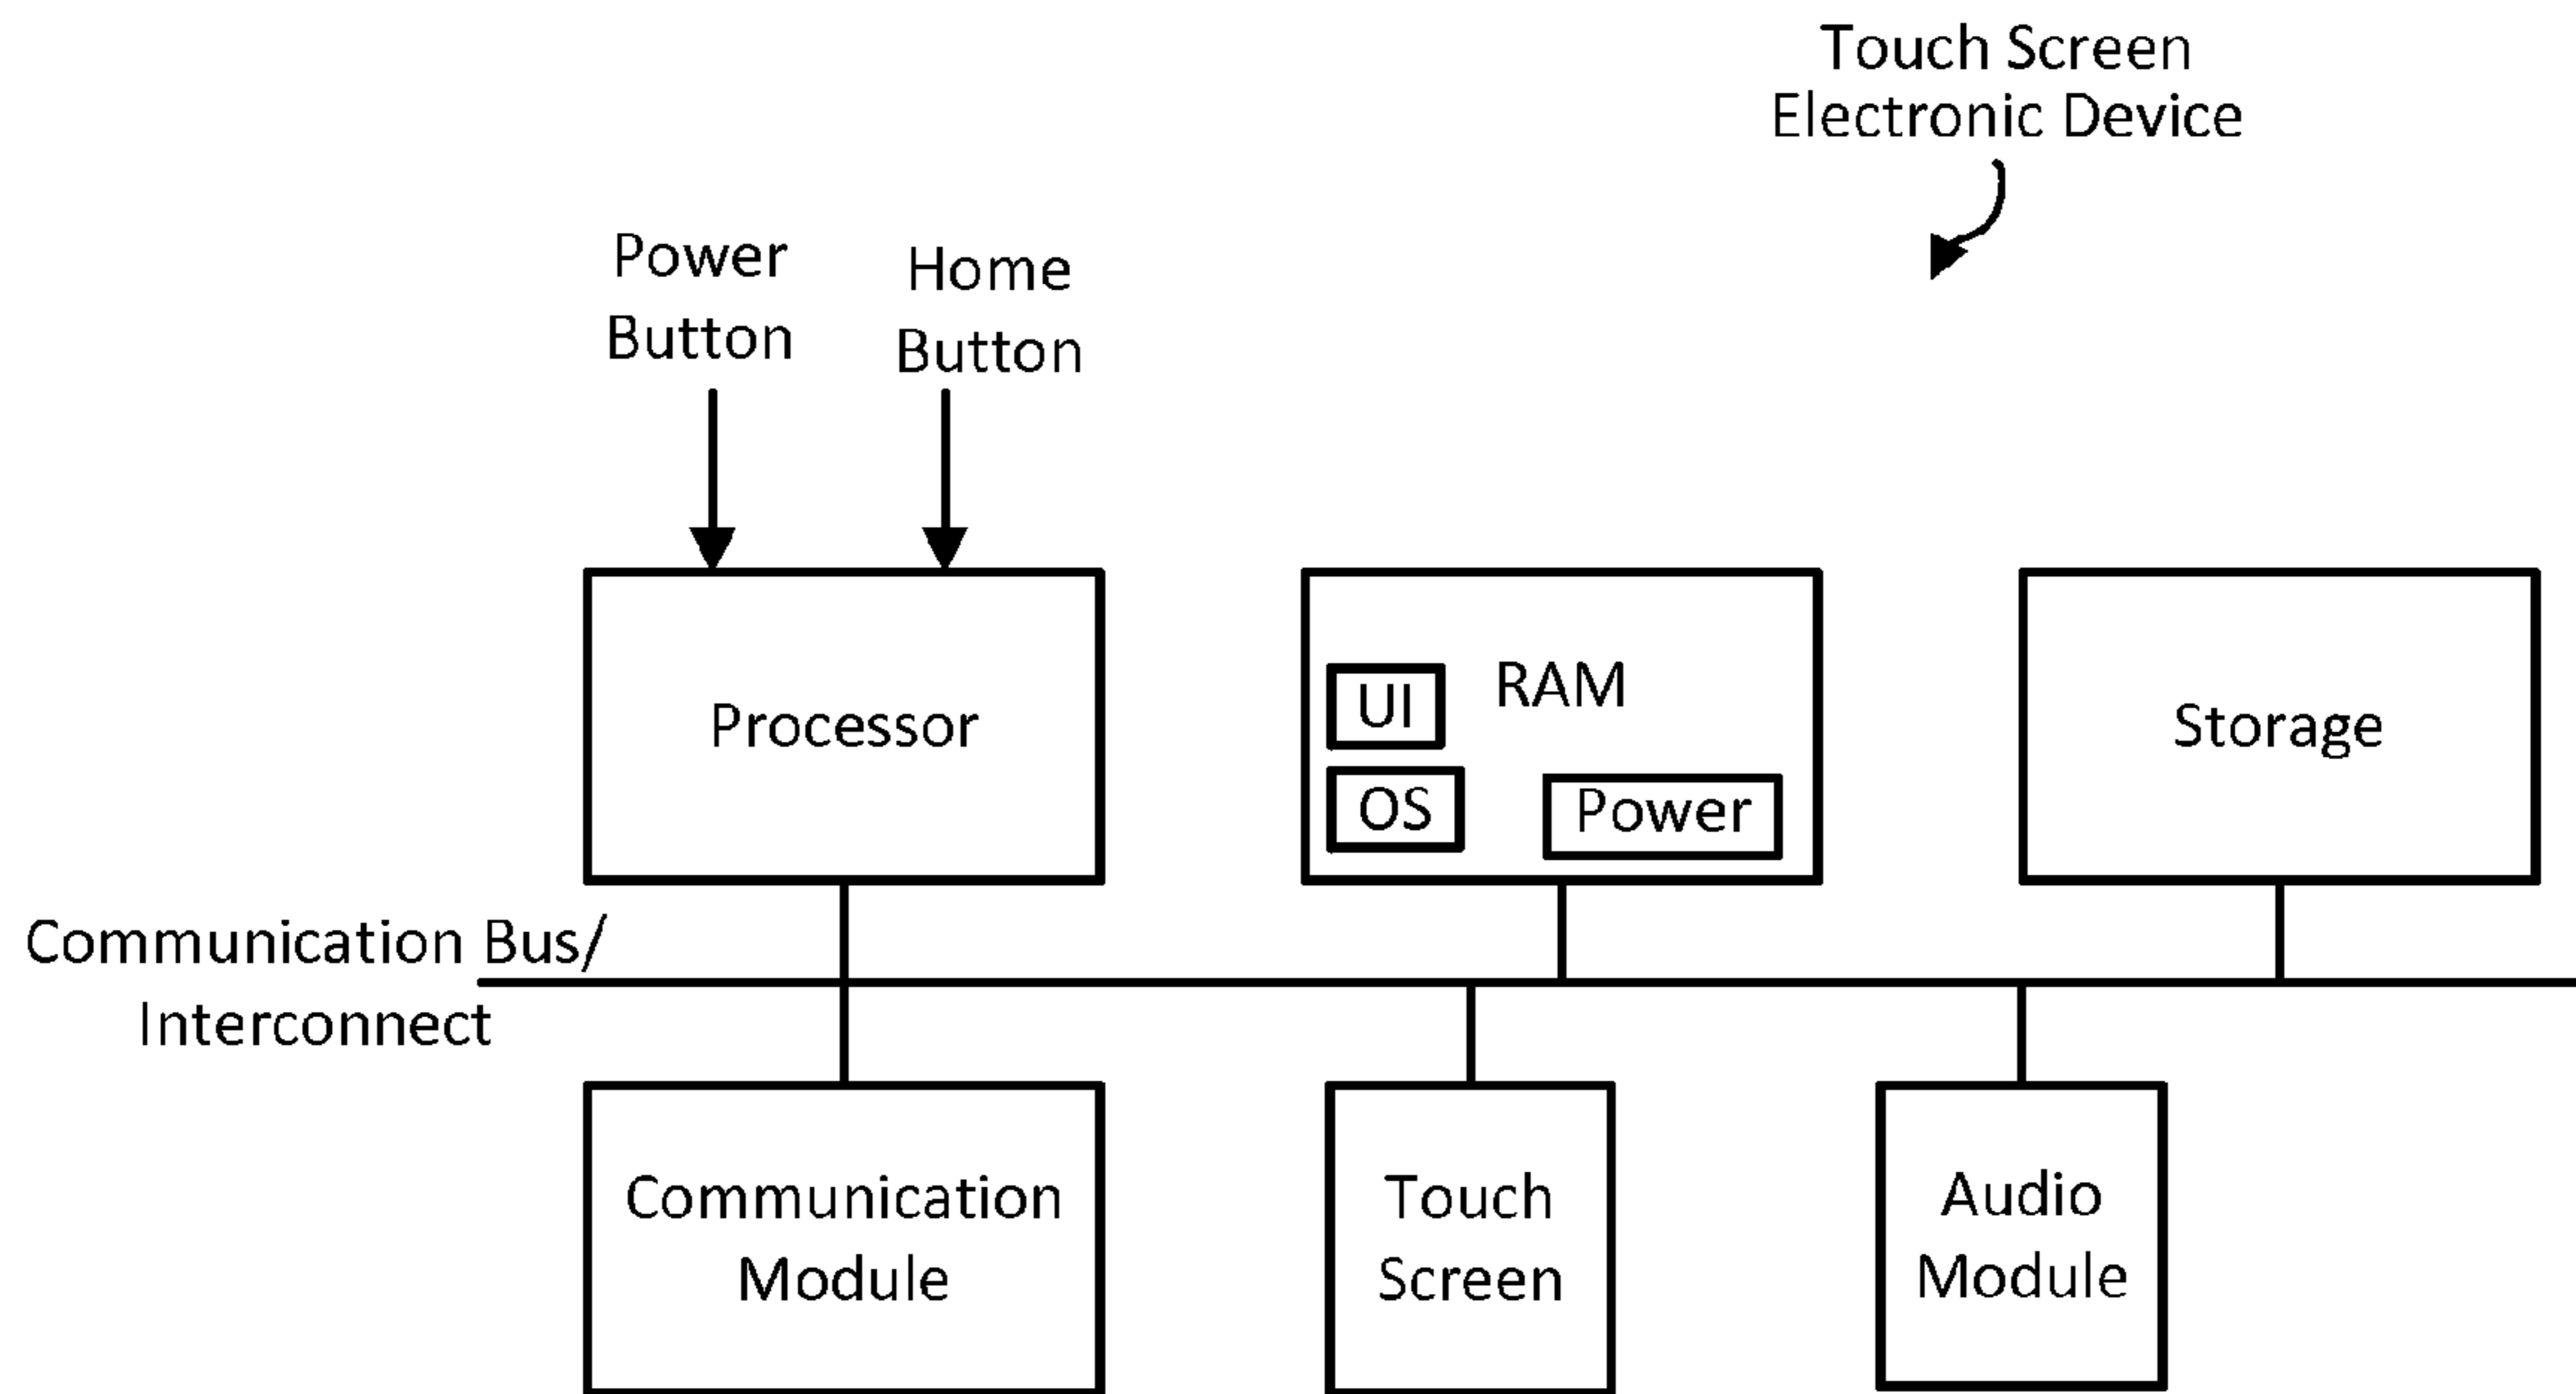 Touch Screen
Electronic Device
Power
Button
Home
Button
Processor
RAM
UI
OS
Power
Storage
Communication Bus/
Interconnect
Communication
Module
Touch
Screen
Audio
Module